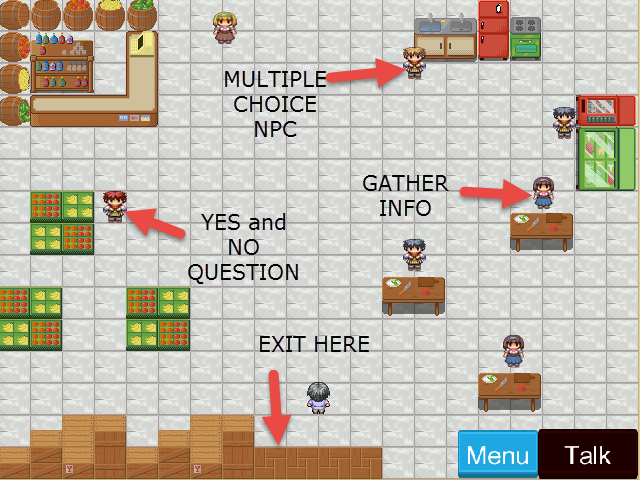 MULTIPLE
CHOICE
NPC
GATHER
INFO
YES and
NO
QUESTION
EXIT HERE
Menu
Talk